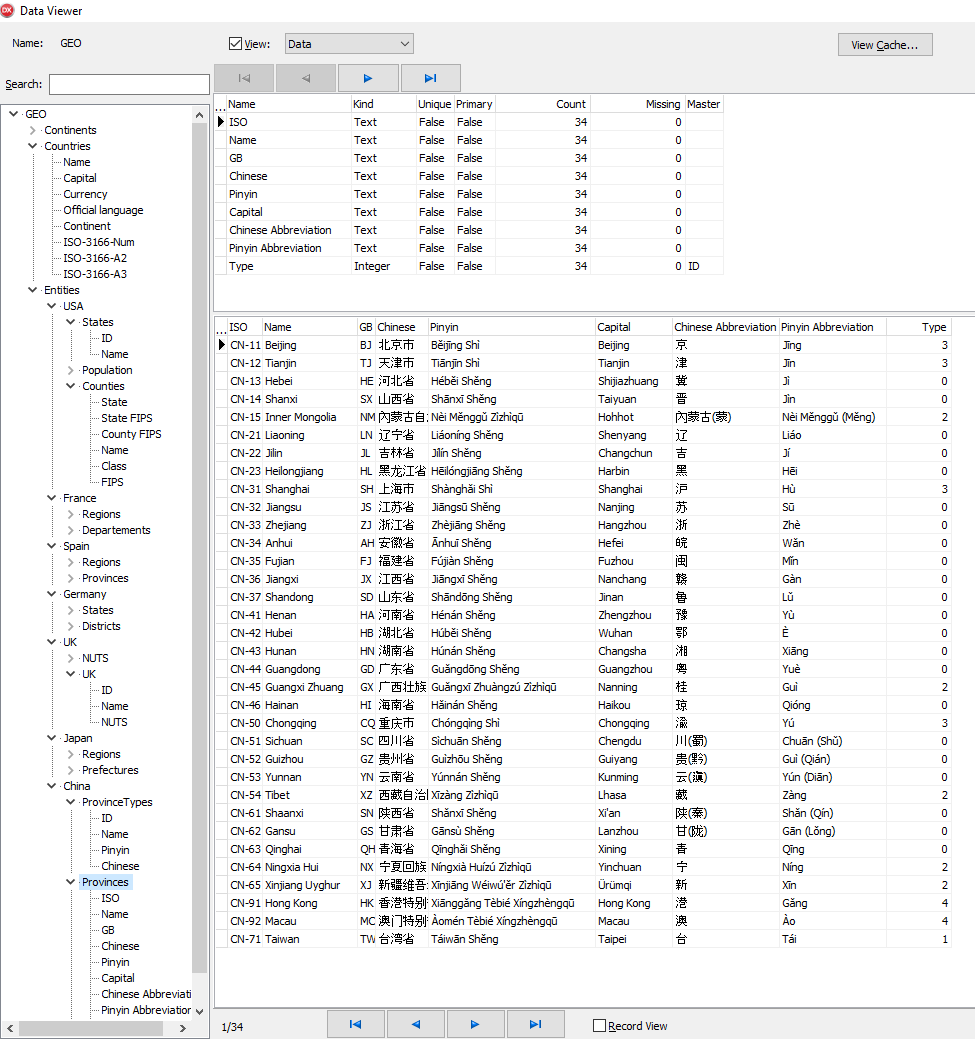 DX Data Viewer
Name: GEO
View: Data
View Cache...
Search:
GEO
Continents
Countries
Name
Capital
Currency
Official language
Continent
ISO-3166-Num
ISO-3166-A2
ISO-3166-A3
Entities
USA
States
ID
Name
Population
Counties
State
State FIPS
County FIPS
Name
Class
FIPS
France
Regions
Departements
Spain
Regions
Provinces
Germany
States
Districts
UK
NUTS
UK
ID
Name
NUTS
Japan
Regions
Prefectures
China
ProvinceTypes
ID
Name
Pinyin
Chinese
Provinces
ISO
Name
GB
Chinese
Pinyin
Capital
Chinese Abbreviati
Pinyin Abbreviation
... Name Kind Unique Primary Count Missing Master
ISO Text False False 34 0
Name Text False False 34 0
GB Text False False 34 0
Chinese Text False False 34 0
Pinyin Text False False 34 0
Capital Text False False 34 0
Chinese Abbreviation Text False False 34 0
Pinyin Abbreviation Text False False 34 0
Type Integer False False 34 0 ID
... ISO Name GB Chinese Pinyin Capital Chinese Abbreviation Pinyin Abbreviation Type
CN-11 Beijing BJ 北京市 Běijīng Shì Beijing 京 Jīng 3
CN-12 Tianjin TJ 天津市 Tiānjīn Shì Tianjin 津 Jīn 3
CN-13 Hebei HE 河北省 Héběi Shěng Shijiazhuang 冀 Jì 0
CN-14 Shanxi SX 山西省 Shānxī Shěng Taiyuan 晋 Jìn 0
CN-15 Inner Mongolia NM 內蒙古自 Nèi Měnggǔ Zìzhìqū Hohhot 內蒙古(蒙) Nèi Měnggǔ (Měng) 2
CN-21 Liaoning LN 辽宁省 Liáoníng Shěng Shenyang 辽 Liáo 0
CN-22 Jilin JL 吉林省 Jílín Shěng Changchun 吉 Jí 0
CN-23 Heilongjiang HL 黑龙江省 Hēilóngjiāng Shěng Harbin 黑 Hēi 0
CN-31 Shanghai SH 上海市 Shànghǎi Shì Shanghai 沪 Hù 3
CN-32 Jiangsu JS 江苏省 Jiāngsū Shěng Nanjing 苏 Sū 0
CN-33 Zhejiang ZJ 浙江省 Zhèjiāng Shěng Hangzhou 浙 Zhè 0
CN-34 Anhui AH 安徽省 Ānhuī Shěng Hefei 皖 Wǎn 0
CN-35 Fujian FJ 福建省 Fújiàn Shěng Fuzhou 闽 Mǐn 0
CN-36 Jiangxi JX 江西省 Jiāngxī Shěng Nanchang 赣 Gàn 0
CN-37 Shandong SD 山东省 Shāndōng Shěng Jinan 鲁 Lǔ 0
CN-41 Henan HA 河南省 Hénán Shěng Zhengzhou 豫 Yù 0
CN-42 Hubei HB 湖北省 Húběi Shěng Wuhan 鄂 È 0
CN-43 Hunan HN 湖南省 Húnán Shěng Changsha 湘 Xiāng 0
CN-44 Guangdong GD 广东省 Guǎngdōng Shěng Guangzhou 粤 Yuè 0
CN-45 Guangxi Zhuang GX 广西壮族 Guǎngxī Zhuàngzú Zìzhìqū Nanning 桂 Guì 2
CN-46 Hainan HI 海南省 Hǎinán Shěng Haikou 琼 Qióng 0
CN-50 Chongqing CQ 重庆市 Chóngqìng Shì Chongqing 渝 Yú 3
CN-51 Sichuan SC 四川省 Sìchuān Shěng Chengdu 川(蜀) Chuān (Shǔ) 0
CN-52 Guizhou GZ 贵州省 Guìzhōu Shěng Guiyang 贵(黔) Guì (Qián) 0
CN-53 Yunnan YN 云南省 Yúnnán Shěng Kunming 云(滇) Yún (Diān) 0
CN-54 Tibet XZ 西藏自治 Xīzàng Zìzhìqū Lhasa 藏 Zàng 2
CN-61 Shaanxi SN 陕西省 Shǎnxī Shěng Xi'an 陕(秦) Shǎn (Qín) 0
CN-62 Gansu GS 甘肃省 Gānsù Shěng Lanzhou 甘(陇) Gān (Lǒng) 0
CN-63 Qinghai QH 青海省 Qīnghǎi Shěng Xining 青 Qīng 0
CN-64 Ningxia Hui NX 宁夏回族 Níngxià Huízú Zìzhìqū Yinchuan 宁 Níng 2
CN-65 Xinjiang Uyghur XJ 新疆维吾 Xīnjiāng Wéiwú'ěr Zìzhìqū Ürümqi 新 Xīn 2
CN-91 Hong Kong HK 香港特别 Xiānggǎng Tèbié Xíngzhèngqū Hong Kong 港 Gǎng 4
CN-92 Macau MC 澳门特别 Àomén Tèbié Xíngzhèngqū Macau 澳 Ào 4
CN-71 Taiwan TW 台湾省 Táiwān Shěng Taipei 台 Tái 1
1/34
Record View